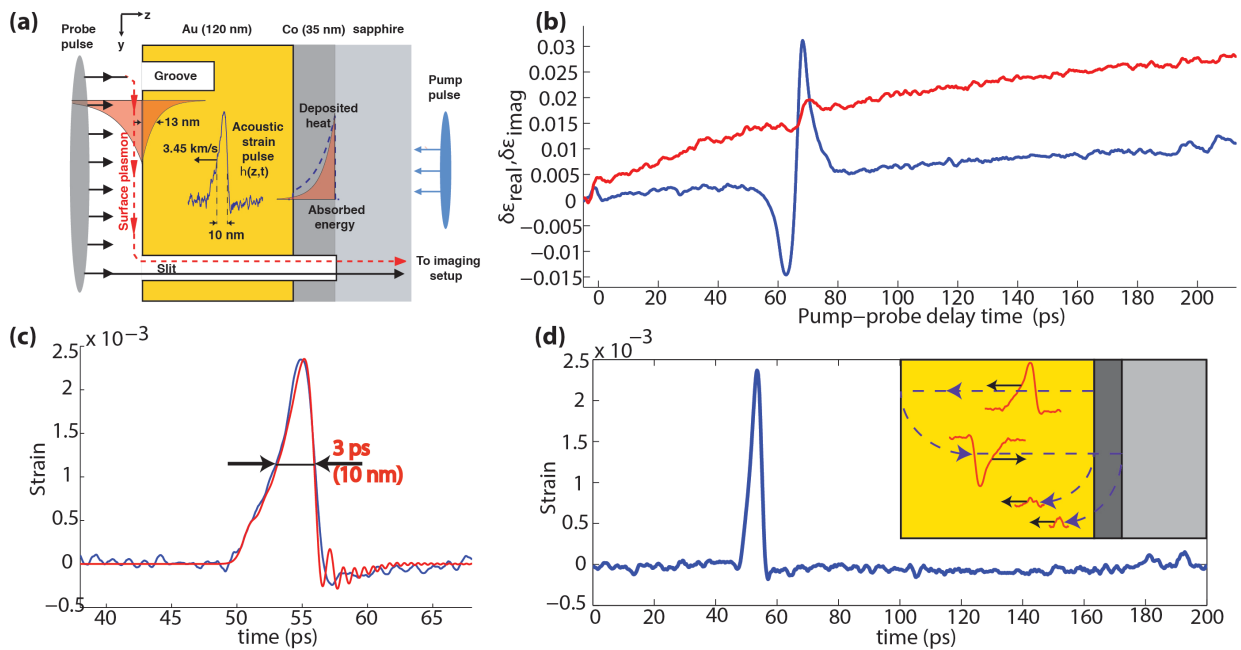 (a)
z
y
Probe
pulse
Au (120 nm)
Co (35 nm)
sapphire
Groove
13 nm
Surface plasmon
3.45 km/s
Acoustic
strain
pulse
h(z,t)
10 nm
Deposited
heat
Absorbed
energy
Pump
pulse
Slit
To imaging
setup
(b)
δεreal,δεimag
0.03
0.025
0.02
0.015
0.01
0.005
0
−0.005
−0.01
−0.015
0 20 40 60 80 100 120 140 160 180 200
Pump−probe delay time (ps)
(c)
x 10−3
Strain
2.5
2
1.5
1
0.5
0
−0.5
40 45 50 55 60 65
time (ps)
3 ps
(10 nm)
(d)
x 10−3
Strain
2.5
2
1.5
1
0.5
0
−0.5
0 20 40 60 80 100 120 140 160 180 200
time (ps)